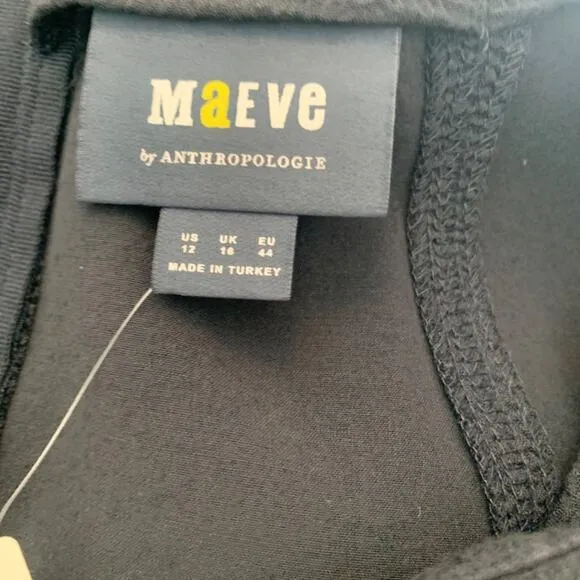 MaEVe
by ANTHROPOLOGIE
US UK EU
12 16 44
MADE IN TURKEY